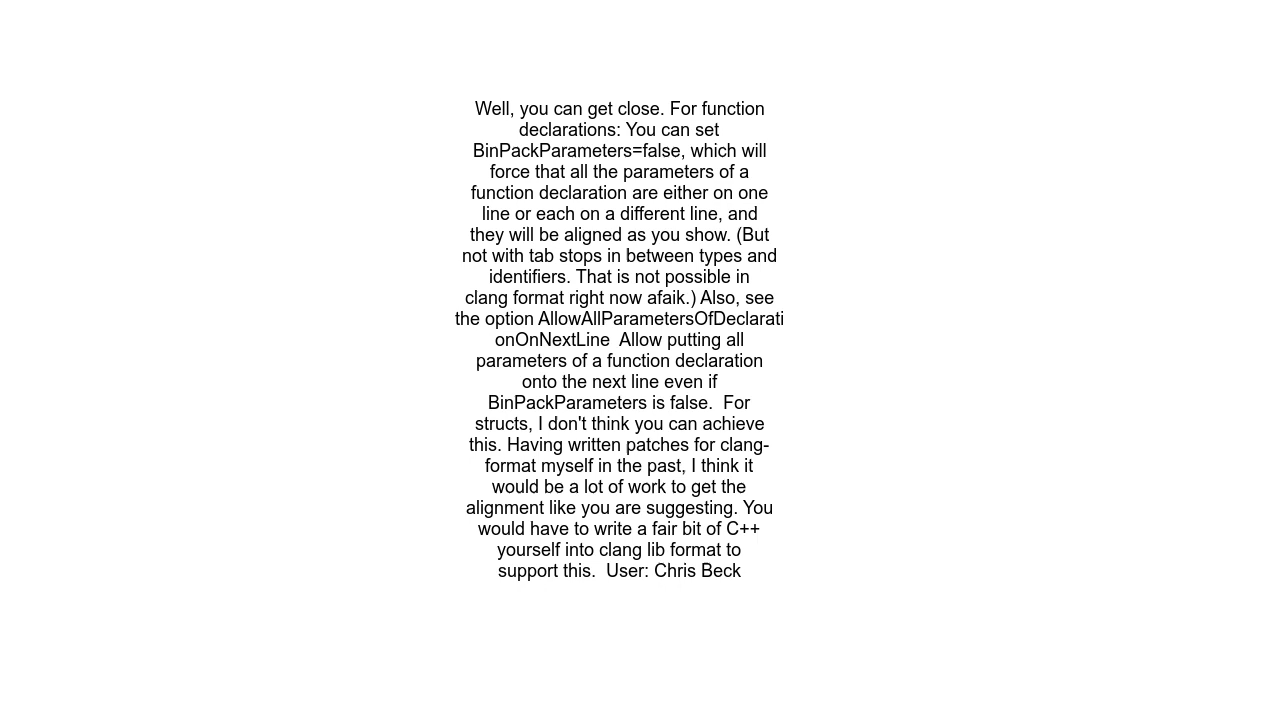 Well, you can get close. For function
declarations: You can set
BinPackParameters=false, which will
force that all the parameters of a
function declaration are either on one
line or each on a different line, and
they will be aligned as you show. (But
not with tab stops in between types and
identifiers. That is not possible in
clang format right now afaik.) Also, see
the option AllowAllParametersOfDeclarati
onOnNextLine  Allow putting all
parameters of a function declaration
onto the next line even if
BinPackParameters is false.  For
structs, I don't think you can achieve
this. Having written patches for clang-
format myself in the past, I think it
would be a lot of work to get the
alignment like you are suggesting. You
would have to write a fair bit of C++
yourself into clang lib format to
support this.  User: Chris Beck